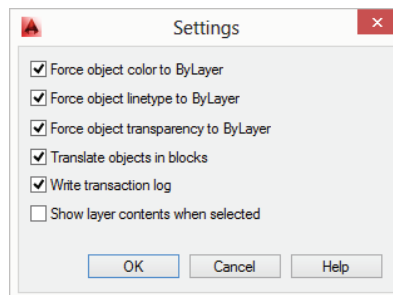 Settings
Force object color to ByLayer
Force object linetype to ByLayer
Force object transparency to ByLayer
Translate objects in blocks
Write transaction log
Show layer contents when selected
OK Cancel Help